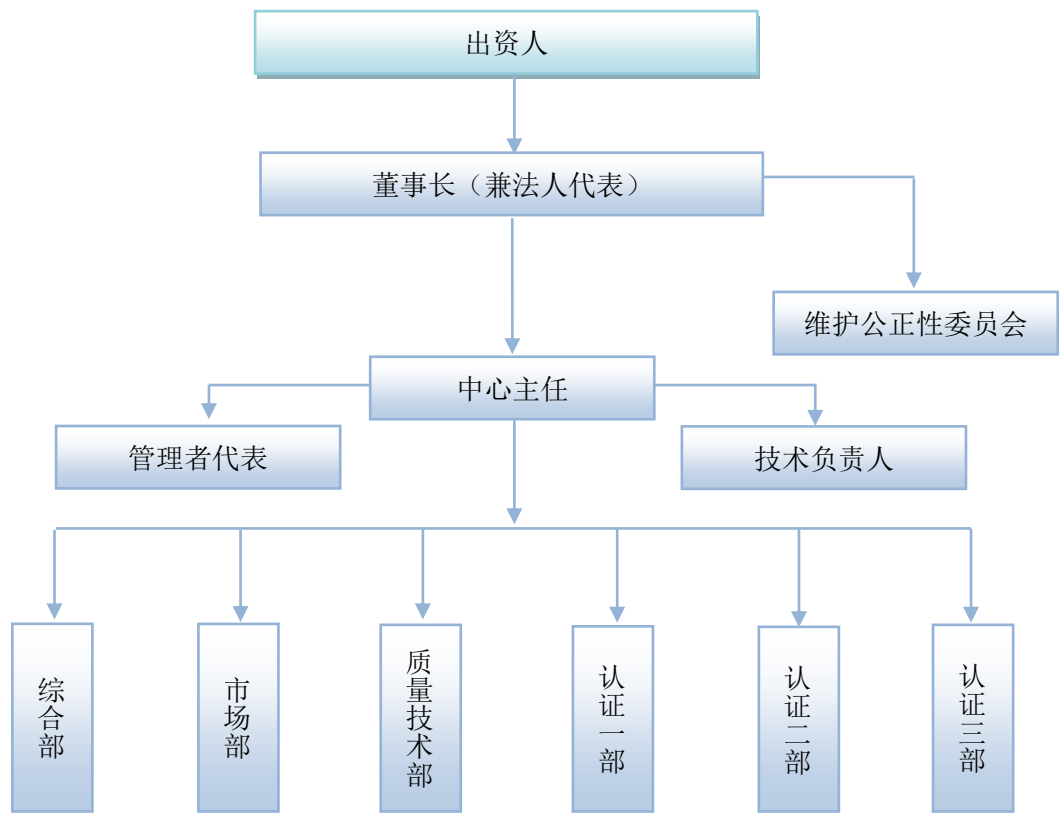 出资人
董事长（兼法人代表）
维护公正性委员会
中心主任
管理者代表
技术负责人
综合部
市场部
质量技术部
认证一部
认证二部
认证三部